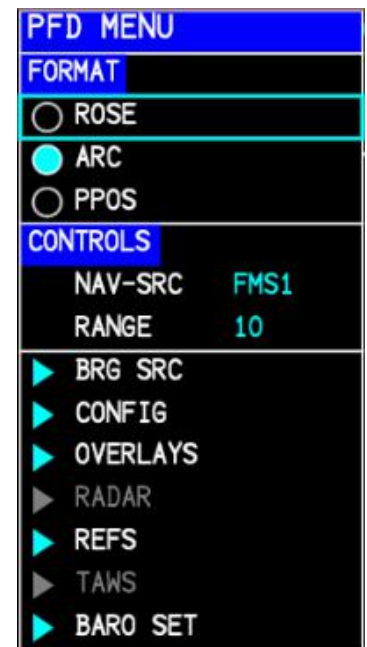 PFD MENU
FORMAT
ROSE
ARC
PPOS
CONTROLS
NAV-SRC FMS1
RANGE 10
BRG SRC
CONFIG
OVERLAYS
RADAR
REFS
TAWS
BARO SET